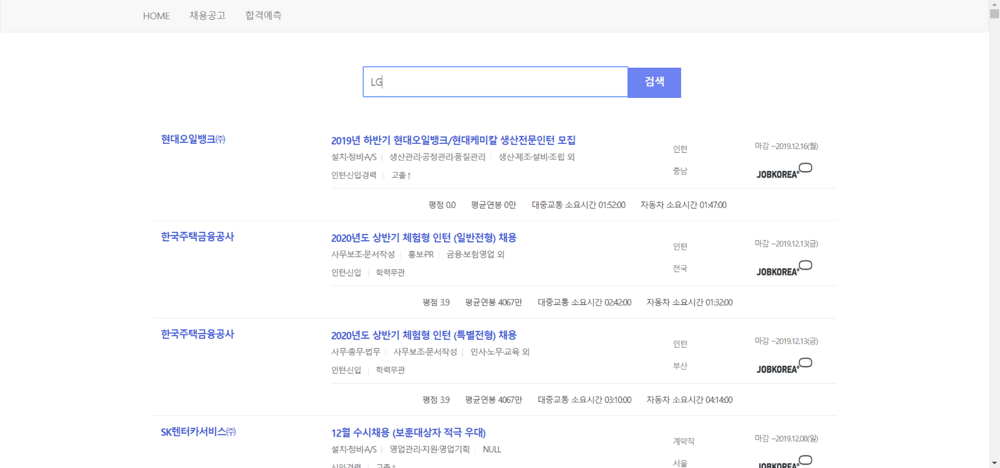 HOME 채용공고 합격예측
LG 검색
현대오일뱅크㈜
2019년 하반기 현대오일뱅크/현대케미칼 생산전문인턴 모집
설치·정비·A/S | 생산관리·공정관리·품질관리 | 생산·제조·설비·조립 외
인턴·신입·경력 | 고졸↑
인턴
충남
마감 ~2019.12.16(월)
JOBKOREA
평점 0.0 평균연봉 0만 대중교통 소요시간 01:52:00 자동차 소요시간 01:47:00
한국주택금융공사
2020년도 상반기 체험형 인턴 (일반전형) 채용
사무보조·문서작성 | 홍보·PR | 금융·보험영업 외
인턴·신입 | 학력무관
인턴
전국
마감 ~2019.12.13(금)
JOBKOREA
평점 3.9 평균연봉 4067만 대중교통 소요시간 02:42:00 자동차 소요시간 01:32:00
한국주택금융공사
2020년도 상반기 체험형 인턴 (특별전형) 채용
사무·총무·법무 | 사무보조·문서작성 | 인사·노무·교육 외
인턴·신입 | 학력무관
인턴
부산
마감 ~2019.12.13(금)
JOBKOREA
평점 3.9 평균연봉 4067만 대중교통 소요시간 03:10:00 자동차 소요시간 04:14:00
SK렌터카서비스㈜
12월 수시채용 (보훈대상자 적극 우대)
설치·정비·A/S | 영업관리·지원·영업기획 | NULL
신입·경력 | 고졸↑
계약직
서울
마감 ~2019.12.08(일)
JOBKOREA